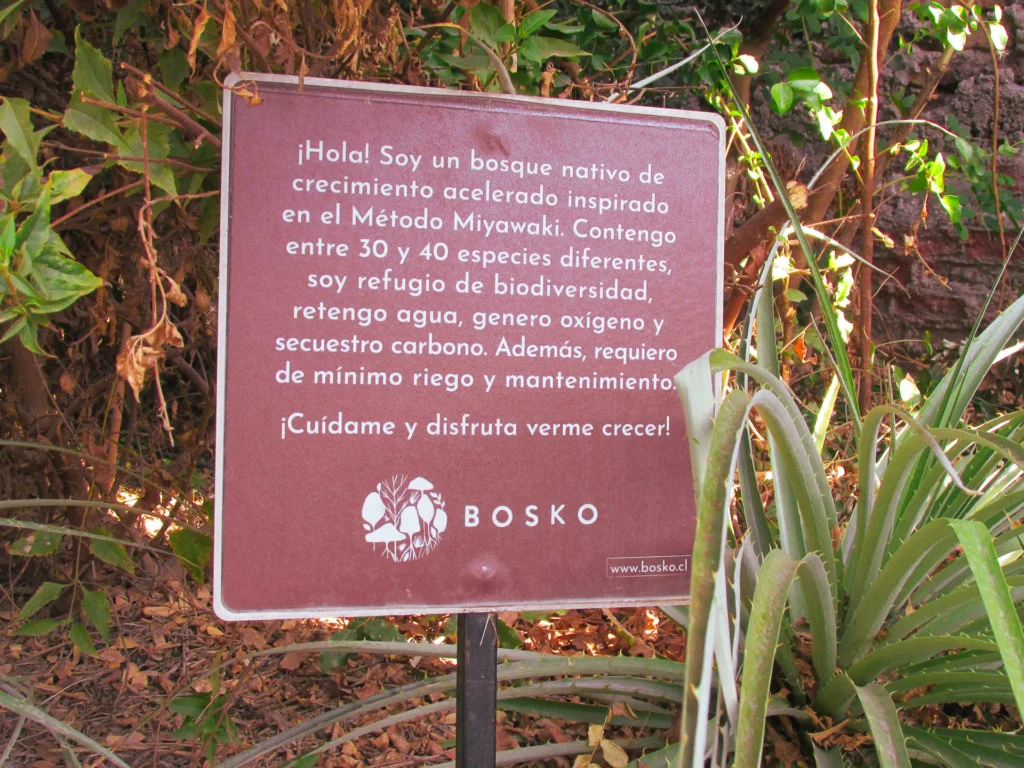 ¡Hola! Soy un bosque nativo de
crecimiento acelerado inspirado
en el Método Miyawaki. Contengo
entre 30 y 40 especies diferentes,
soy refugio de biodiversidad,
retengo agua, genero oxígeno y
secuestro carbono. Además, requiero
de mínimo riego y mantenimiento.
¡Cuídame y disfruta verme crecer!
BOSKO
www.bosko.cl